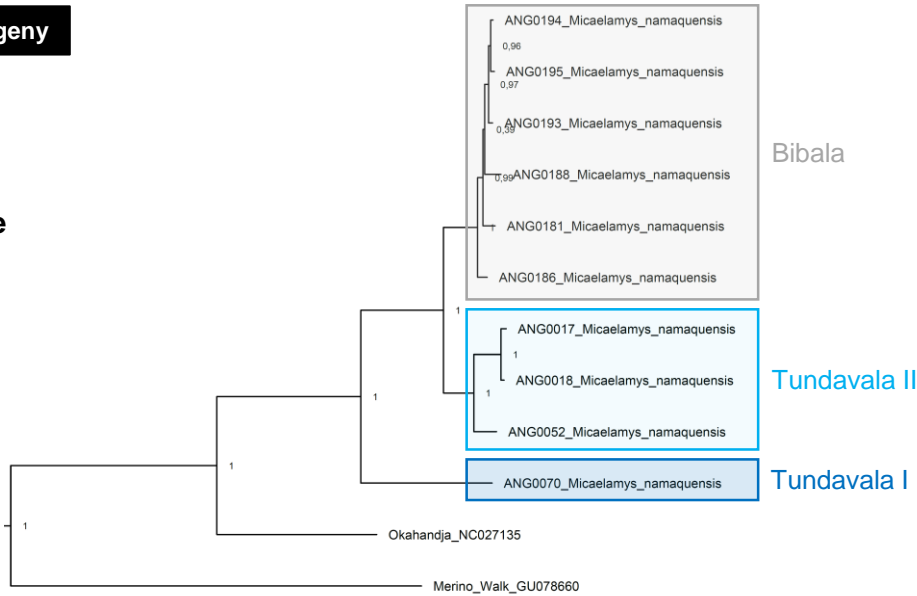 geny
ANG0194_Micaelamys_namaquensis
0,96
ANG0195_Micaelamys_namaquensis
0,97
ANG0193_Micaelamys_namaquensis
0,39
Bibala
ANG0188_Micaelamys_namaquensis
0,99
e
ANG0181_Micaelamys_namaquensis
1
ANG0186_Micaelamys_namaquensis
1
ANG0017_Micaelamys_namaquensis
1
ANG0018_Micaelamys_namaquensis
Tundavala II
1
1
ANG0052_Micaelamys_namaquensis
1
ANG0070_Micaelamys_namaquensis
Tundavala I
1
Okahandja_NC027135
Merino_Walk_GU078660